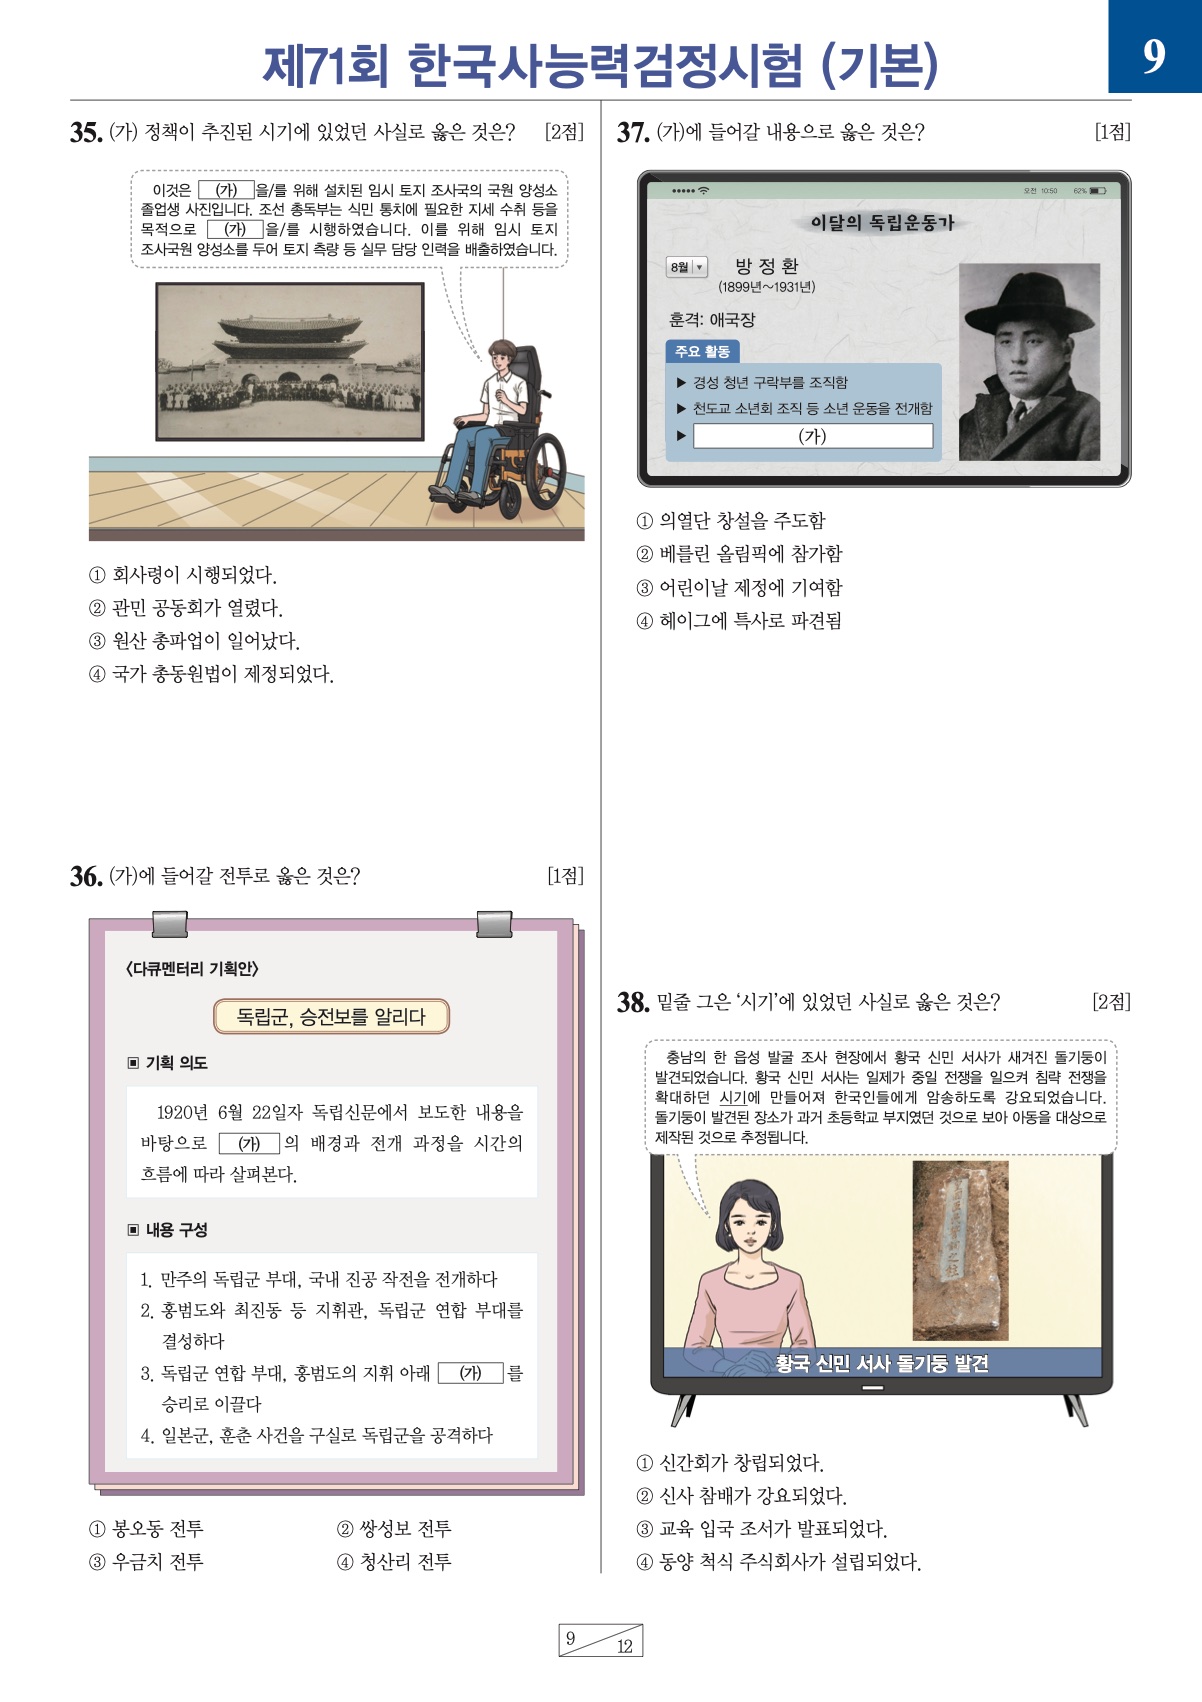 제71회 한국사능력검정시험 (기본)
9
35. (가) 정책이 추진된 시기에 있었던 사실로 옳은 것은? [2점]
이것은 (가) 을/를 위해 설치된 임시 토지 조사국의 국원 양성소
졸업생 사진입니다. 조선 총독부는 식민 통치에 필요한 지세 수취 등을
목적으로 (가) 을/를 시행하였습니다. 이를 위해 임시 토지
조사국원 양성소를 두어 토지 측량 등 실무 담당 인력을 배출하였습니다.
① 회사령이 시행되었다.
② 관민 공동회가 열렸다.
③ 원산 총파업이 일어났다.
④ 국가 총동원법이 제정되었다.
36. (가)에 들어갈 전투로 옳은 것은? [1점]
<다큐멘터리 기획안>
독립군, 승전보를 알리다
▣ 기획 의도
1920년 6월 22일자 독립신문에서 보도한 내용을
바탕으로 (가) 의 배경과 전개 과정을 시간의
흐름에 따라 살펴본다.
▣ 내용 구성
1. 만주의 독립군 부대, 국내 진공 작전을 전개하다
2. 홍범도와 최진동 등 지휘관, 독립군 연합 부대를
결성하다
3. 독립군 연합 부대, 홍범도의 지휘 아래 (가) 를
승리로 이끌다
4. 일본군, 훈춘 사건을 구실로 독립군을 공격하다
① 봉오동 전투 ② 쌍성보 전투
③ 우금치 전투 ④ 청산리 전투
37. (가)에 들어갈 내용으로 옳은 것은? [1점]
오전 10:50 62%
이달의 독립운동가
8월 ▼ 방 정 환
(1899년~1931년)
훈격: 애국장
주요 활동
▶ 경성 청년 구락부를 조직함
▶ 천도교 소년회 조직 등 소년 운동을 전개함
▶ (가)
① 의열단 창설을 주도함
② 베를린 올림픽에 참가함
③ 어린이날 제정에 기여함
④ 헤이그에 특사로 파견됨
38. 밑줄 그은 ‘시기’에 있었던 사실로 옳은 것은? [2점]
충남의 한 읍성 발굴 조사 현장에서 황국 신민 서사가 새겨진 돌기둥이
발견되었습니다. 황국 신민 서사는 일제가 중일 전쟁을 일으켜 침략 전쟁을
확대하던 시기에 만들어져 한국인들에게 암송하도록 강요되었습니다.
돌기둥이 발견된 장소가 과거 초등학교 부지였던 것으로 보아 아동을 대상으로
제작된 것으로 추정됩니다.
황국 신민 서사 돌기둥 발견
① 신간회가 창립되었다.
② 신사 참배가 강요되었다.
③ 교육 입국 조서가 발표되었다.
④ 동양 척식 주식회사가 설립되었다.
9 12